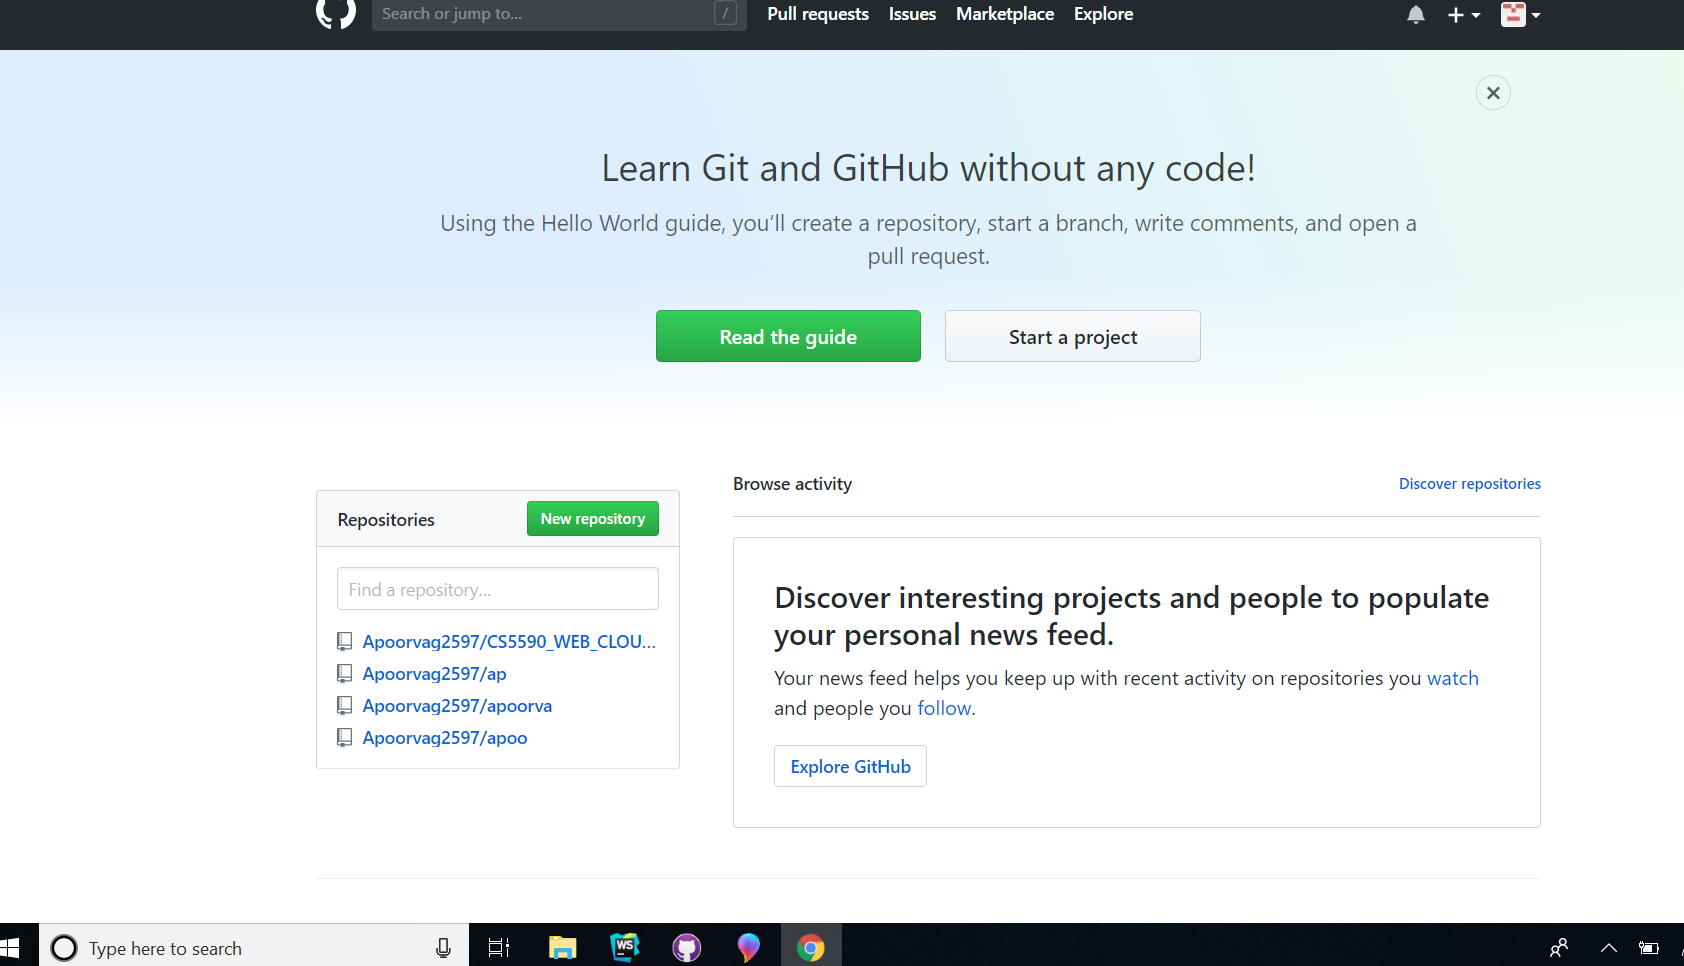 Search or jump to...
/
Pull requests Issues Marketplace Explore
Learn Git and GitHub without any code!
Using the Hello World guide, you’ll create a repository, start a branch, write comments, and open a
pull request.
Read the guide
Start a project
Repositories
New repository
Find a repository...
Apoorvag2597/CS5590_WEB_CLOU...
Apoorvag2597/ap
Apoorvag2597/apoorva
Apoorvag2597/apoo
Browse activity
Discover repositories
Discover interesting projects and people to populate
your personal news feed.
Your news feed helps you keep up with recent activity on repositories you watch
and people you follow.
Explore GitHub
Type here to search
WS